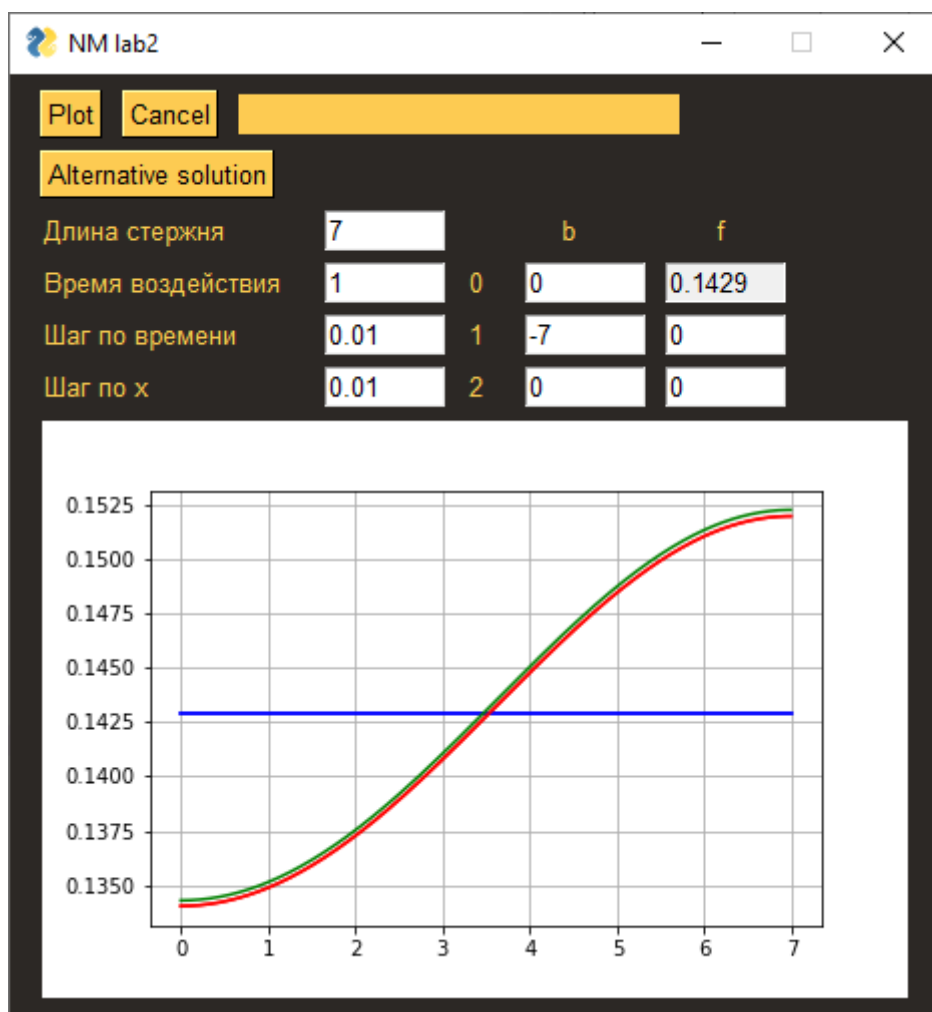 NM lab2
Plot Cancel
Alternative solution
Длина стержня 7 b f
Время воздействия 1 0 0 0.1429
Шаг по времени 0.01 1 -7 0
Шаг по x 0.01 2 0 0
0.1525
0.1500
0.1475
0.1450
0.1425
0.1400
0.1375
0.1350
0 1 2 3 4 5 6 7